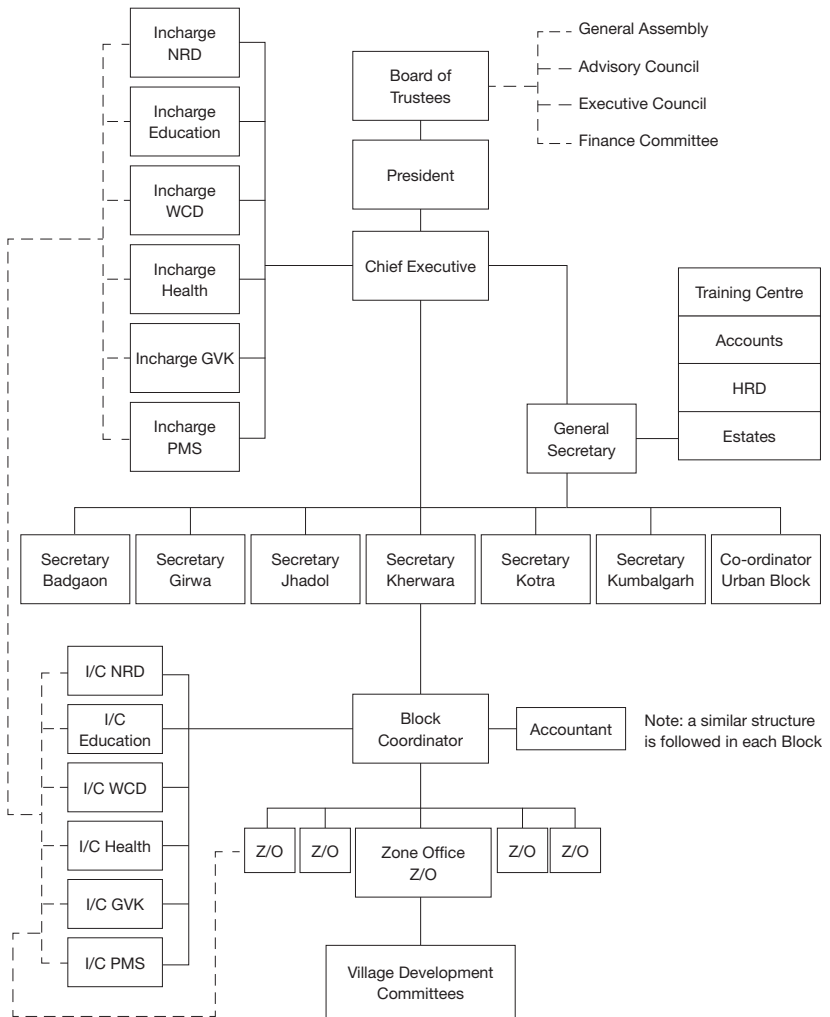 Incharge
NRD
Incharge
Education
Incharge
WCD
Incharge
Health
Incharge GVK
Incharge
PMS
Board of
Trustees
General Assembly
Advisory Council
Executive Council
Finance Committee
President
Chief Executive
Training Centre
Accounts
HRD
Estates
General
Secretary
Secretary
Badgaon
Secretary
Girwa
Secretary
Jhadol
Secretary
Kherwara
Secretary
Kotra
Secretary
Kumbalgarh
Co-ordinator
Urban Block
I/C NRD
I/C
Education
I/C WCD
I/C Health
I/C GVK
I/C PMS
Block
Coordinator
Accountant
Note: a similar structure
is followed in each Block
Z/O
Z/O
Zone Office
Z/O
Z/O
Z/O
Village Development
Committees